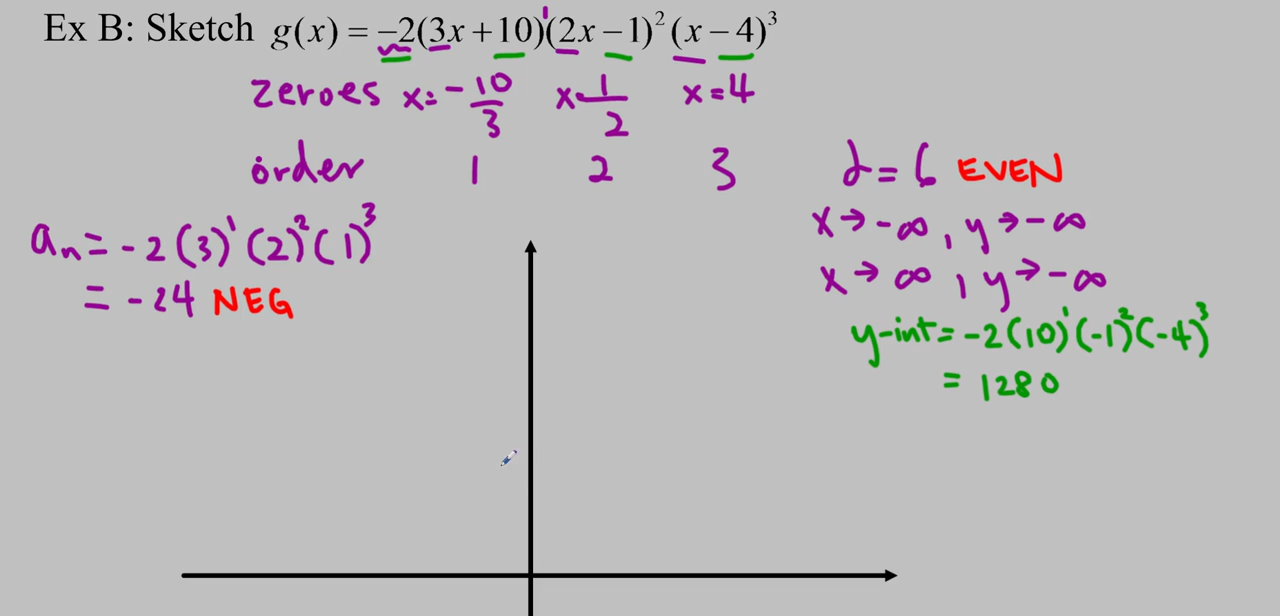 Ex B: Sketch g(x) = −2(3x + 10)¹(2x − 1)²(x − 4)³
zeroes x = -10/3 x = 1/2 x = 4
order 1 2 3
d = 6 EVEN
x → -∞, y → -∞
x → ∞, y → -∞
aₙ = -2(3)¹(2)²(1)³
= -24 NEG
y-int = -2(10)¹(-1)²(-4)³
= 1280